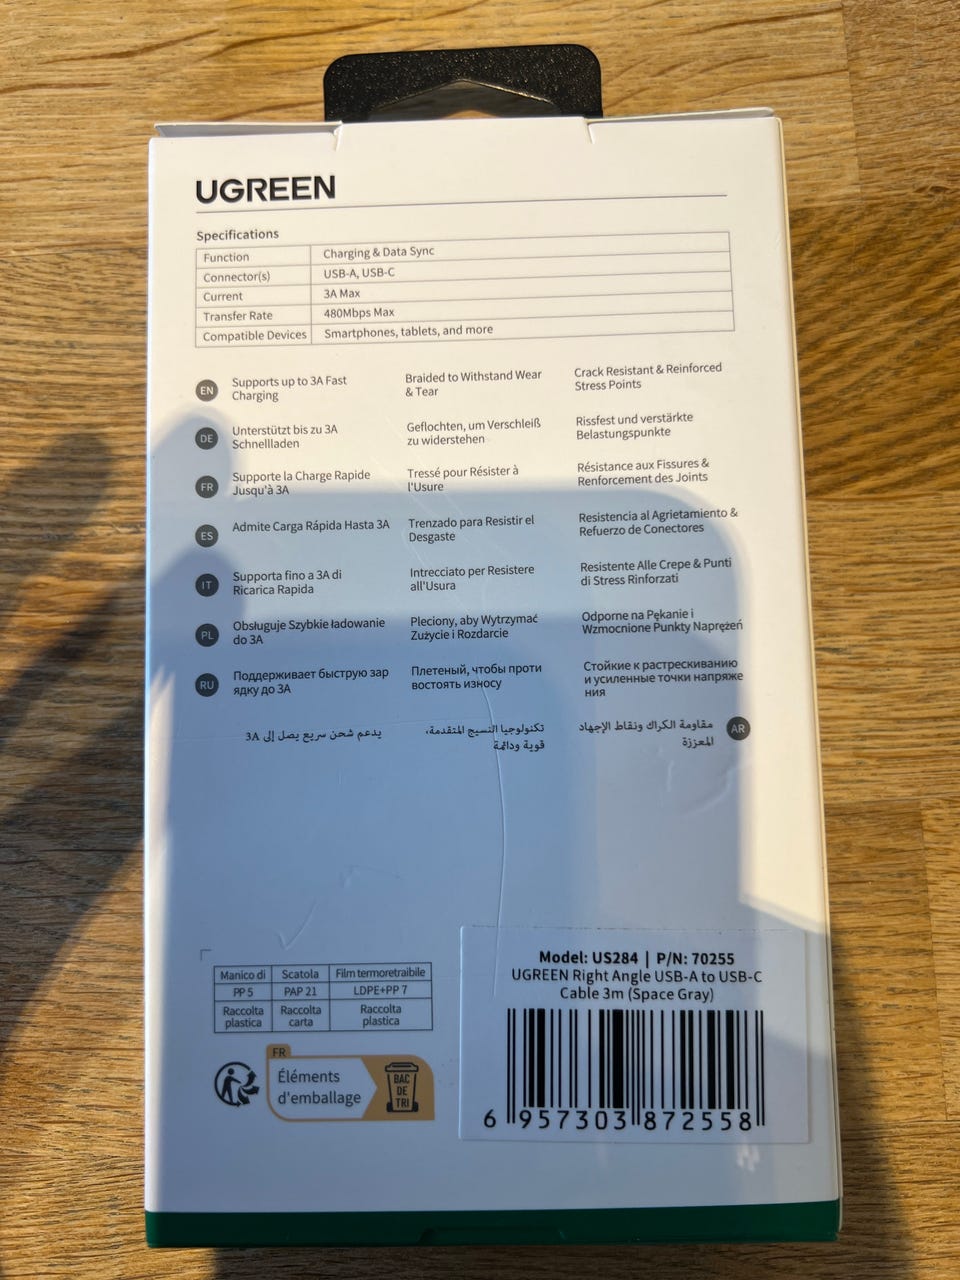 UGREEN
Specifications
Function Charging & Data Sync
Connector(s) USB-A, USB-C
Current 3A Max
Transfer Rate 480Mbps Max
Compatible Devices Smartphones, tablets, and more
EN
Supports up to 3A Fast
Charging
Braided to Withstand Wear
& Tear
Crack Resistant & Reinforced
Stress Points
DE
Unterstützt bis zu 3A
Schnellladen
Geflochten, um Verschleiß
zu widerstehen
Rissfest und verstärkte
Belastungspunkte
FR
Supporte la Charge Rapide
Jusqu'à 3A
Tressé pour Résister à
l'Usure
Résistance aux Fissures &
Renforcement des Joints
ES
Admite Carga Rápida Hasta 3A
Trenzado para Resistir el
Desgaste
Resistencia al Agrietamiento &
Refuerzo de Conectores
IT
Supporta fino a 3A di
Ricarica Rapida
Intrecciato per Resistere
all'Usura
Resistente Alle Crepe & Punti
di Stress Rinforzati
PL
Obsługuje Szybkie ładowanie
do 3A
Pleciony, aby Wytrzymać
Zużycie i Rozdarcie
Odporne na Pękanie i
Wzmocnione Punkty Naprężeń
RU
Поддерживает быструю зар
ядку до 3A
Плетеный, чтобы проти
востоять износу
Стойкие к растрескиванию
и усиленные точки напряже
ния
AR
مقاومة الكراك ونقاط الإجهاد
المعززة
تكنولوجيا النسيج المتقدمة،
قوية ودائمة
يدعم شحن سريع يصل إلى 3A
Manico di Scatola Film termoretraibile
PP 5 PAP 21 LDPE+PP 7
Raccolta plastica Raccolta carta Raccolta plastica
FR
Éléments
d'emballage
BAC
DE
TRI
Model: US284 | P/N: 70255
UGREEN Right Angle USB-A to USB-C
Cable 3m (Space Gray)
6 957303 872558